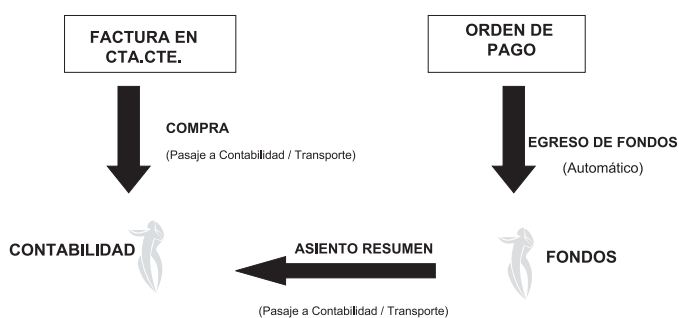 FACTURA EN
CTA.CTE.
ORDEN DE
PAGO
COMPRA
(Pasaje a Contabilidad / Transporte)
EGRESO DE FONDOS
(Automático)
CONTABILIDAD
ASIENTO RESUMEN
FONDOS
(Pasaje a Contabilidad / Transporte)